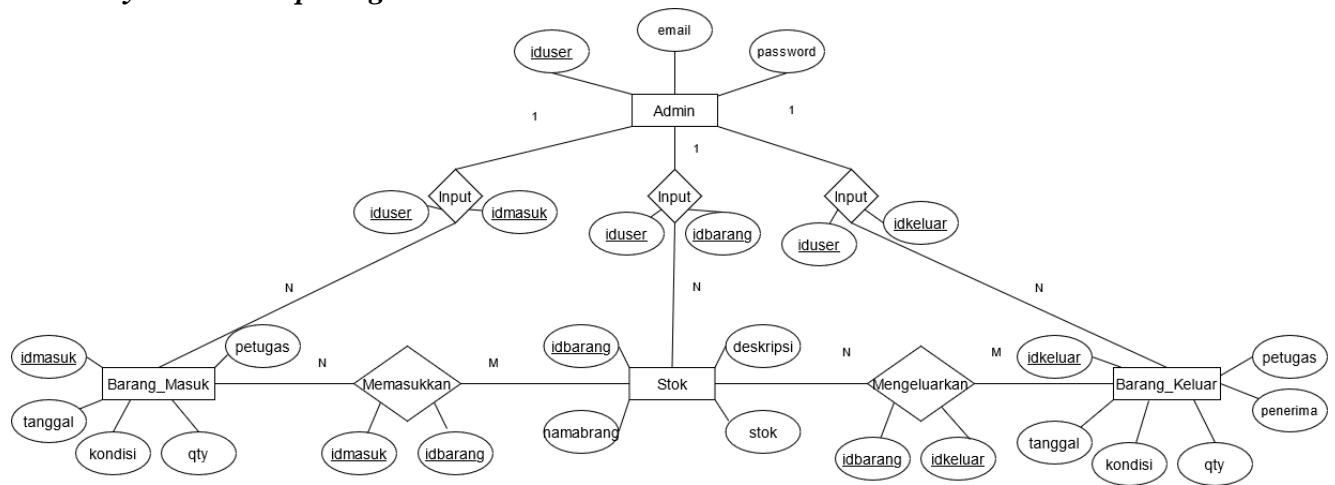 email
iduser
password
Admin
1
1
1
Input
Input
Input
iduser
idmasuk
iduser
idbarang
iduser
idkeluar
N
N
N
idmasuk
petugas
idbarang
deskripsi
idkeluar
petugas
N
M
N
M
Barang_Masuk
Memasukkan
Stok
Mengeluarkan
Barang_Keluar
tanggal
namabrang
stok
tanggal
penerima
kondisi
qty
idmasuk
idbarang
idbarang
idkeluar
kondisi
qty